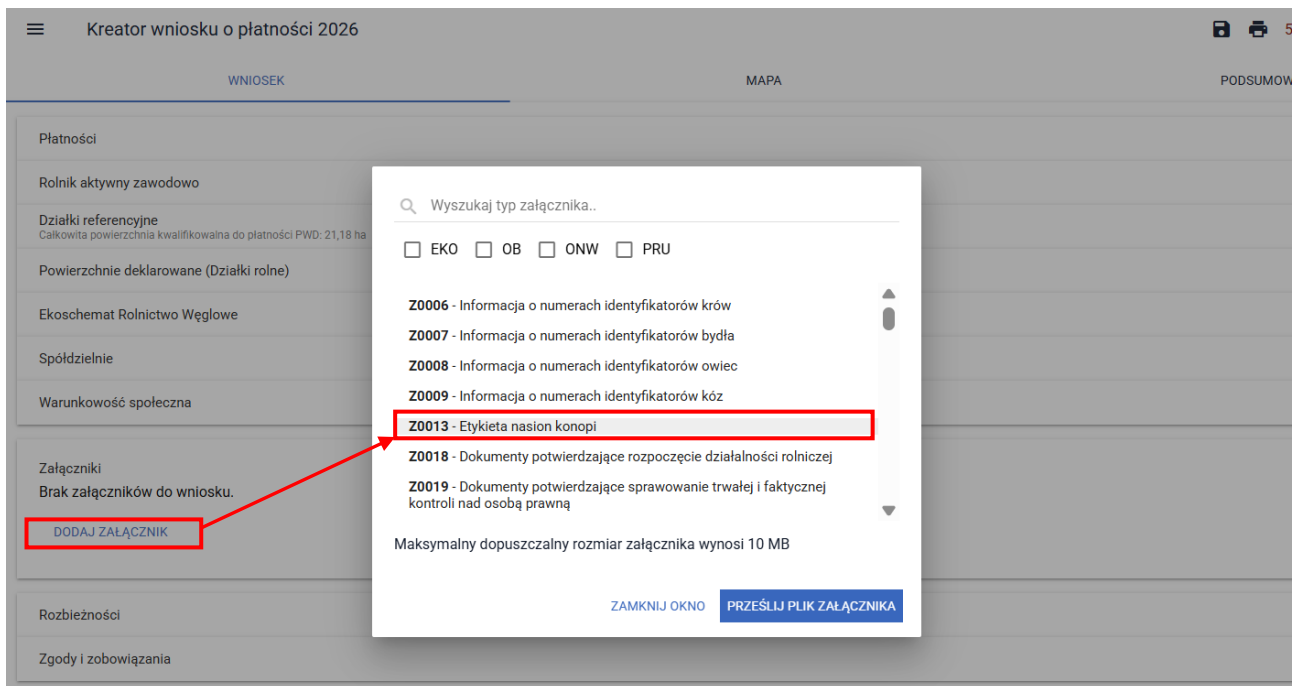 Kreator wniosku o płatności 2026
5
WNIOSEK
MAPA
PODSUMOW
Płatności
Rolnik aktywny zawodowo
Działki referencyjne
Całkowita powierzchnia kwalifikowalna do płatności PWD: 21,18 ha
Powierzchnie deklarowane (Działki rolne)
Ekoschemat Rolnictwo Węglowe
Spółdzielnie
Warunkowość społeczna
Załączniki
Brak załączników do wniosku.
DODAJ ZAŁĄCZNIK
Rozbieżności
Zgody i zobowiązania
Wyszukaj typ załącznika..
EKO OB ONW PRU
Z0006 - Informacja o numerach identyfikatorów krów
Z0007 - Informacja o numerach identyfikatorów bydła
Z0008 - Informacja o numerach identyfikatorów owiec
Z0009 - Informacja o numerach identyfikatorów kóz
Z0013 - Etykieta nasion konopi
Z0018 - Dokumenty potwierdzające rozpoczęcie działalności rolniczej
Z0019 - Dokumenty potwierdzające sprawowanie trwałej i faktycznej
kontroli nad osobą prawną
Maksymalny dopuszczalny rozmiar załącznika wynosi 10 MB
ZAMKNIJ OKNO
PRZEŚLIJ PLIK ZAŁĄCZNIKA